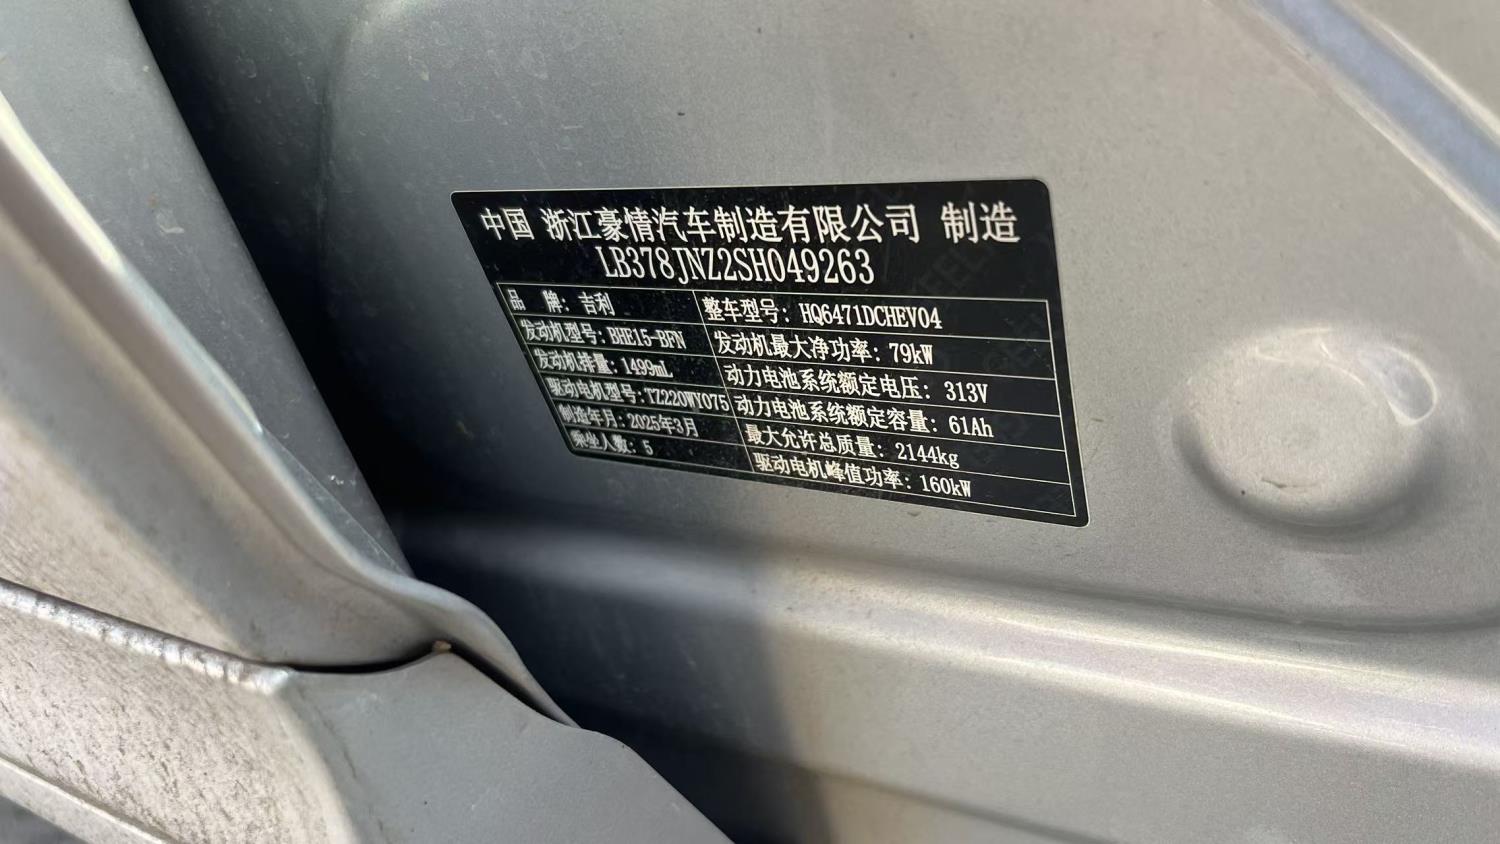 中国 浙江豪情汽车制造有限公司 制造
LB378JNZ2SH049263
品 牌: 吉利 整车型号: HQ6471DCHEV04
发动机型号: BHE15-BFN 发动机最大净功率: 79kW
发动机排量: 1499mL 动力电池系统额定电压: 313V
驱动电机型号: TZ220WY075 动力电池系统额定容量: 61Ah
制造年月: 2025年3月 最大允许总质量: 2144kg
乘坐人数: 5 驱动电机峰值功率: 160kW